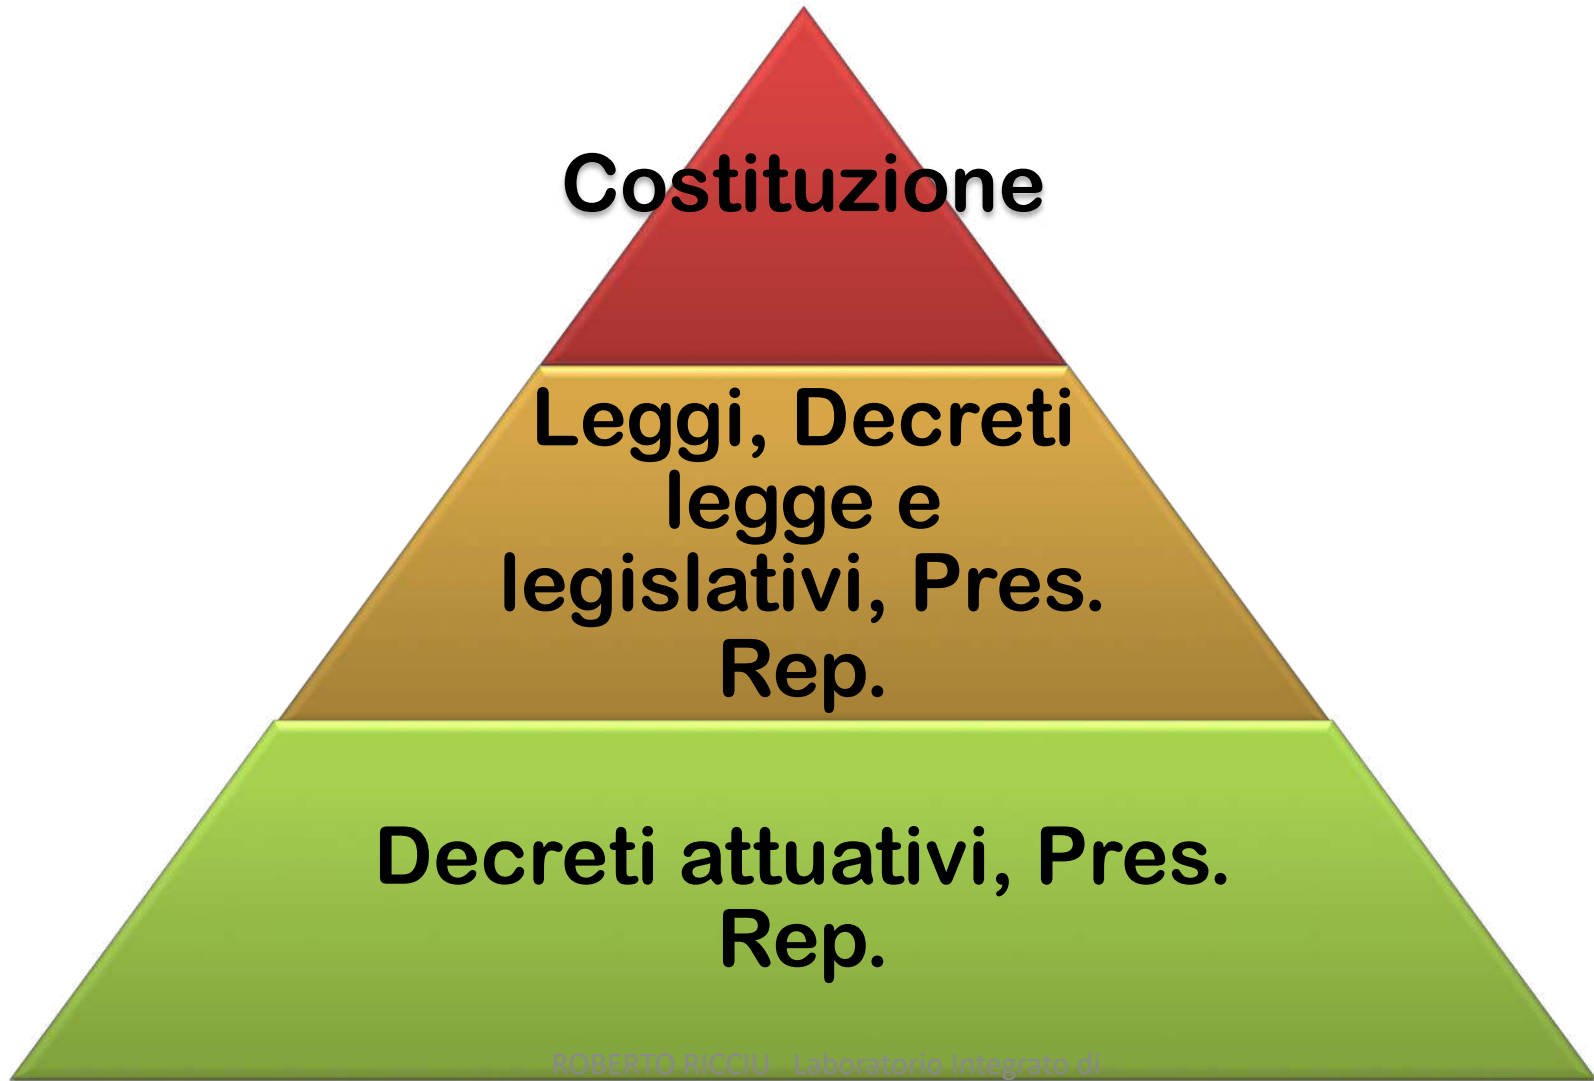 Costituzione
Leggi, Decreti
legge e
legislativi, Pres.
Rep.
Decreti attuativi, Pres.
Rep.
ROBERTO RICCIU Laboratorio Integrato di